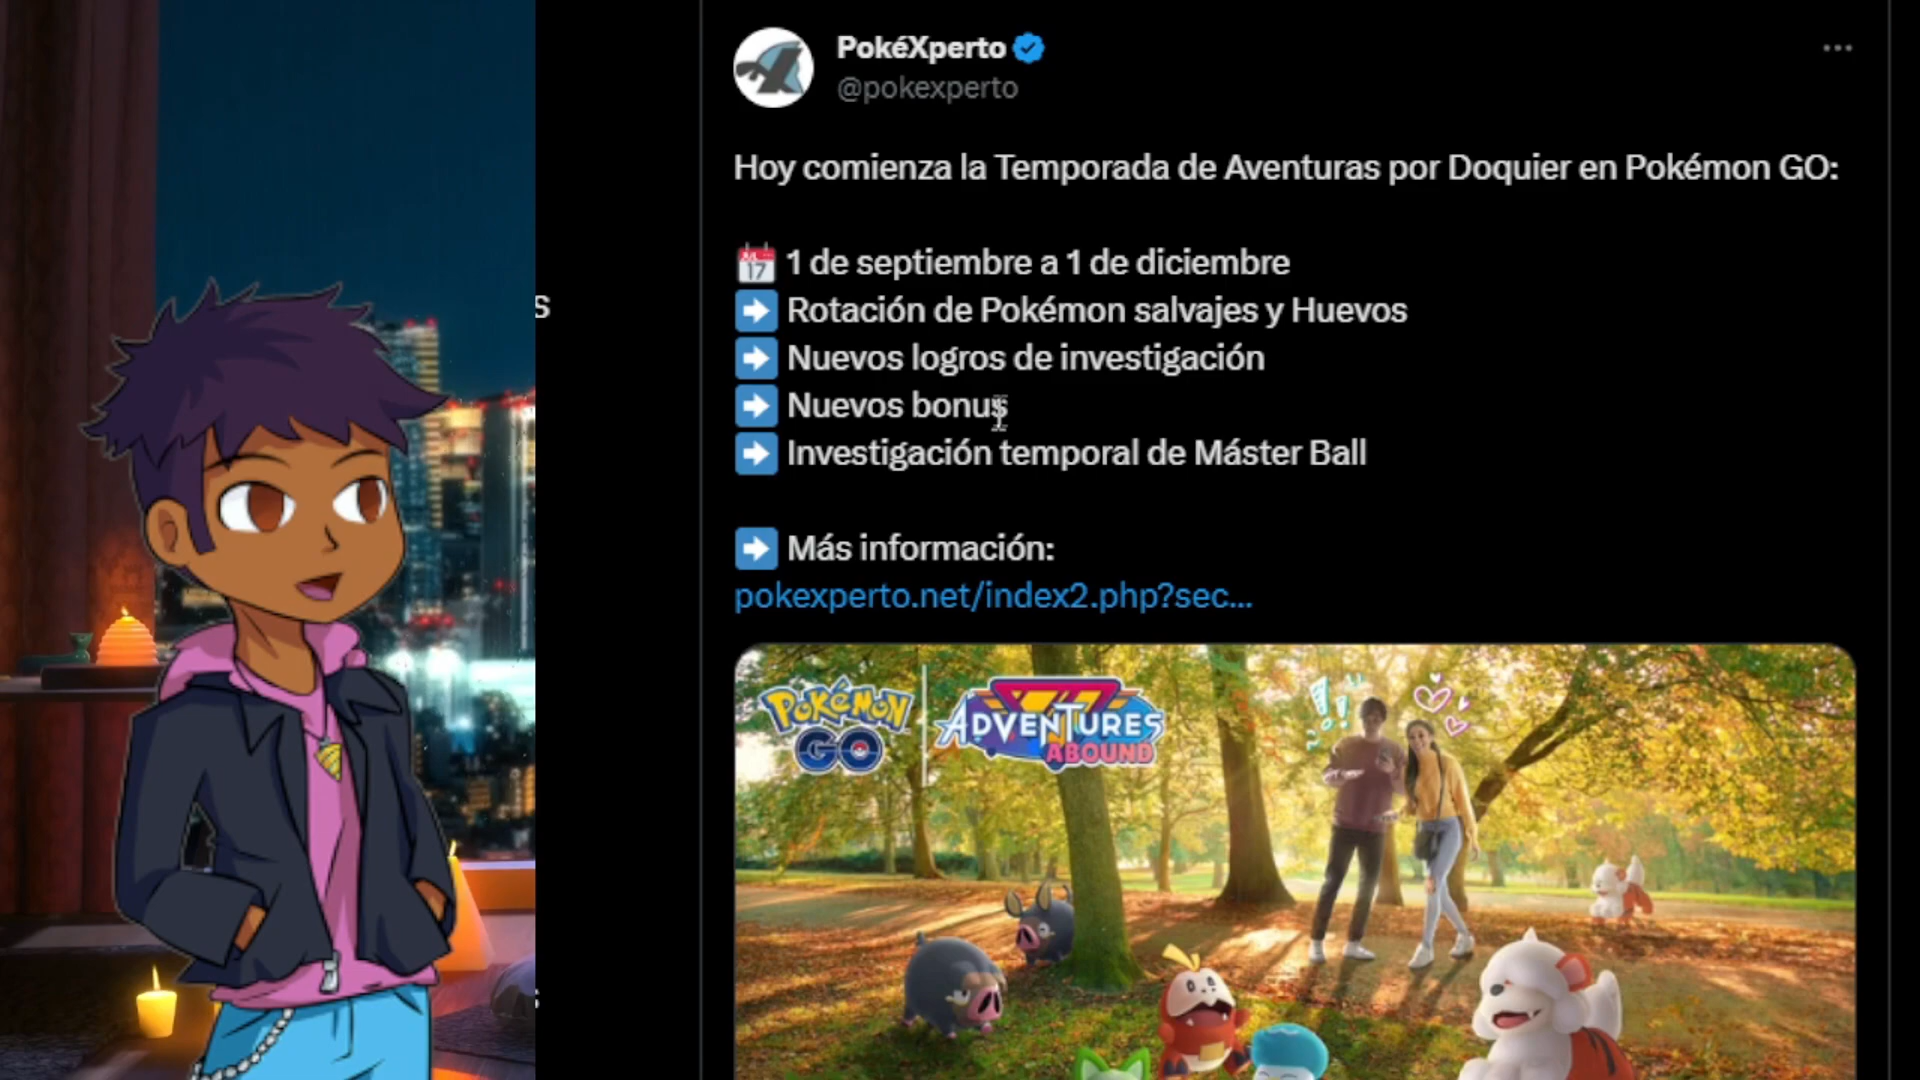 PokéXperto
@pokexperto
Hoy comienza la Temporada de Aventuras por Doquier en Pokémon GO:
JUL 17 1 de septiembre a 1 de diciembre
Rotación de Pokémon salvajes y Huevos
Nuevos logros de investigación
Nuevos bonus
Investigación temporal de Máster Ball
Más información:
pokexperto.net/index2.php?sec...
POKéMON GO
ADVENTURES ABOUND
s
s